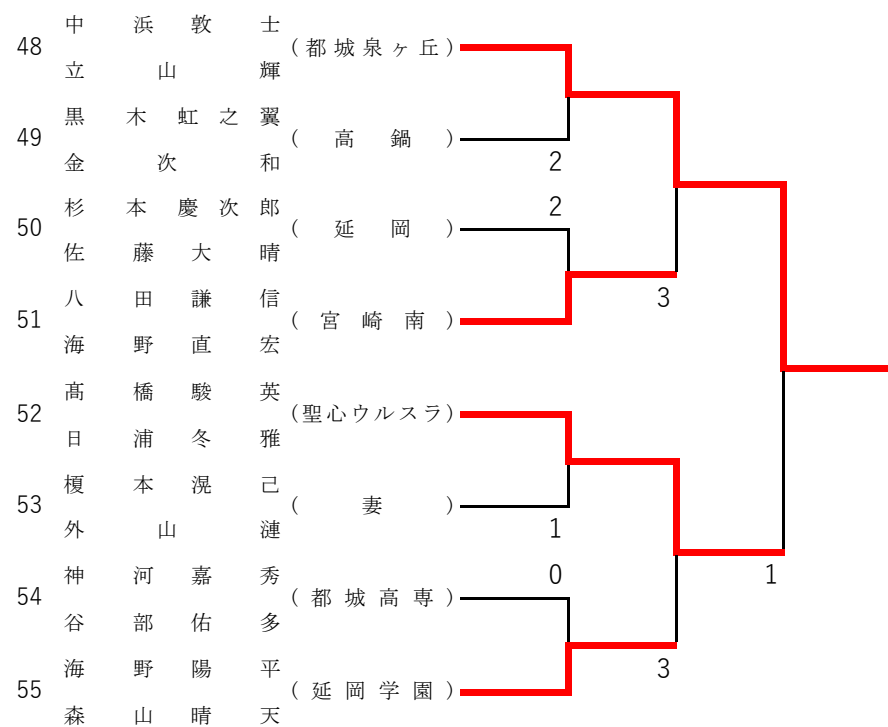 中浜敦士
48 (都城泉ヶ丘)
立山輝
黒木虹之翼
49 (高鍋)
金次和
2
杉本慶次郎
2
50 (延岡)
佐藤大晴
八田謙信
3
51 (宮崎南)
海野直宏
髙橋駿英
52 (聖心ウルスラ)
日浦冬雅
榎本滉己
53 (妻)
外山漣
1
神河嘉秀
0
1
54 (都城高専)
谷部佑多
海野陽平
3
55 (延岡学園)
森山晴天